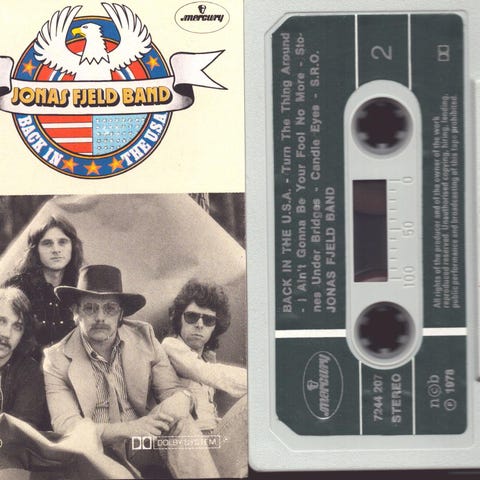 mercury
JONAS FJELD BAND
BACK IN THE USA
DOLBY SYSTEM
2
BACK IN THE U.S.A. - Turn The Thing Around
- I Ain't Gonna Be Your Fool No More - Sto-
nes Under Bridges - Candle Eyes - S.R.O.
JONAS FJELD BAND
100 50 0
All rights of the producer and of the owner of the work
reproduced reserved. Unauthorised copying, hiring, lending,
public performance and broadcasting of this tape prohibited.
mercury
7244 207
STEREO
n©b
℗ 1978